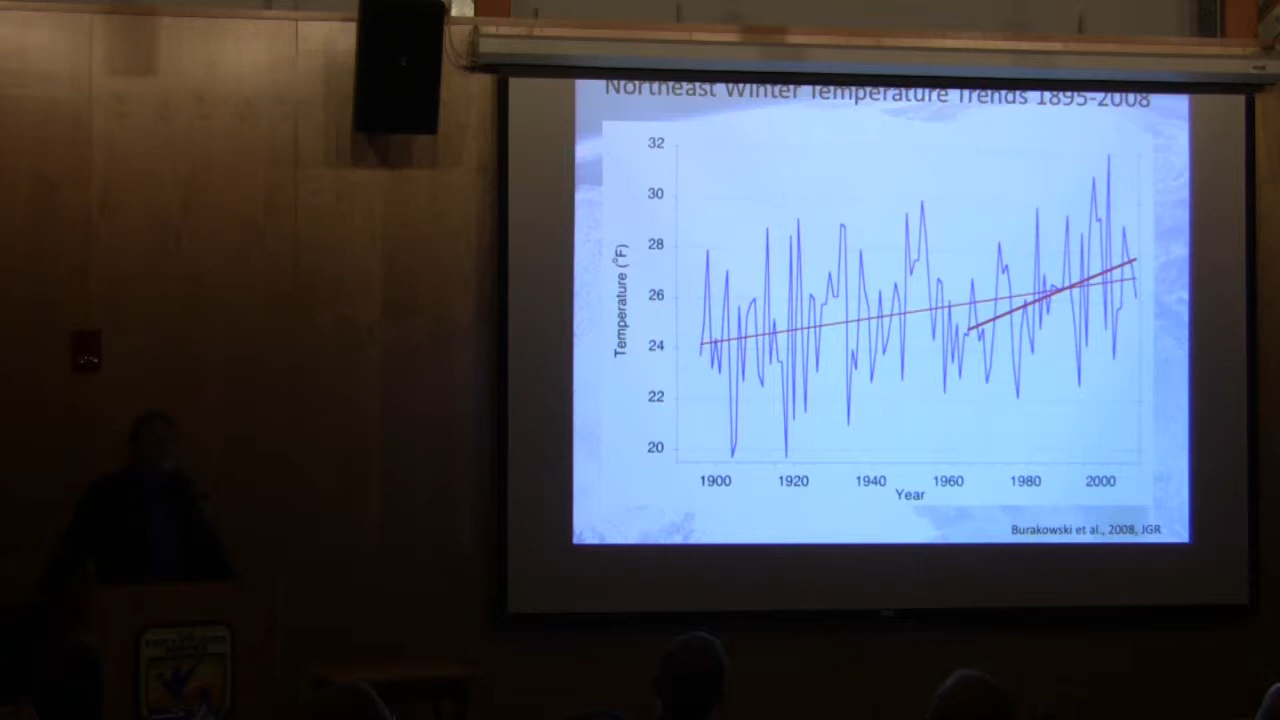 Northeast Winter Temperature Trends 1895-2008
32
30
28
26
24
22
20
Temperature (°F)
1900 1920 1940 1960 1980 2000
Year
Burakowski et al., 2008, JGR